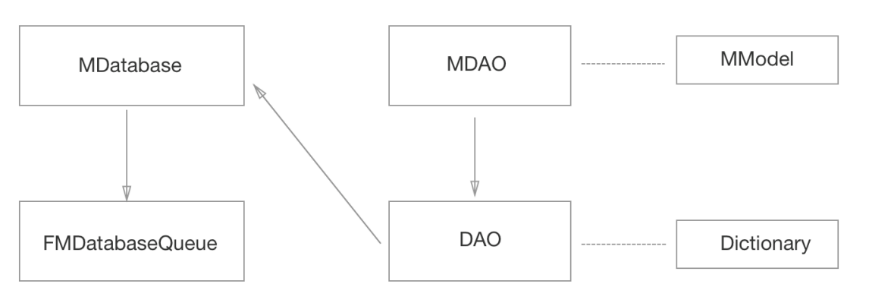 MDatabase
MDAO
MModel
FMDatabaseQueue
DAO
Dictionary